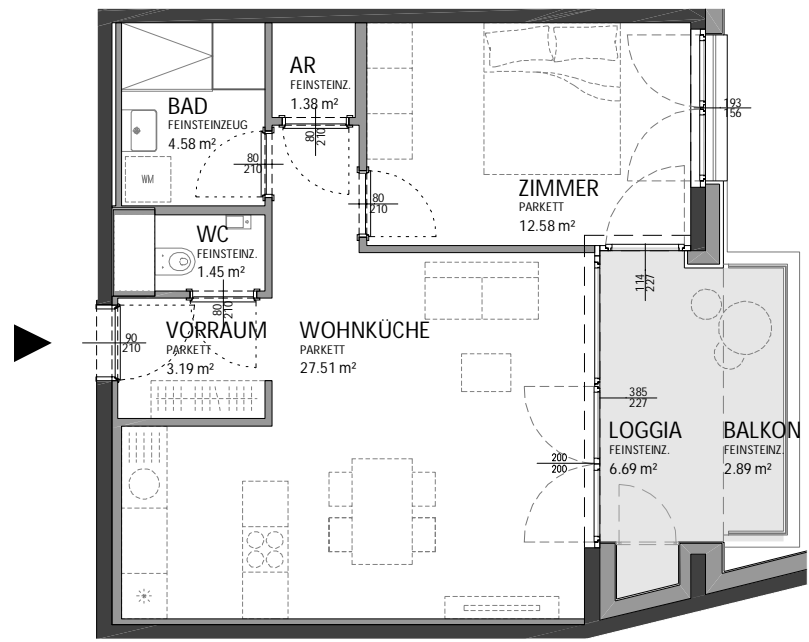 AR
FEINSTEINZ.
1.38 m²
BAD
FEINSTEINZEUG
4.58 m²
WM
80
210
80
210
80
210
193
156
ZIMMER
PARKETT
12.58 m²
WC
FEINSTEINZ.
1.45 m²
80
210
114
227
90
210
VORRAUM
PARKETT
3.19 m²
WOHNKÜCHE
PARKETT
27.51 m²
385
227
LOGGIA
FEINSTEINZ.
6.69 m²
BALKON
FEINSTEINZ.
2.89 m²
200
200